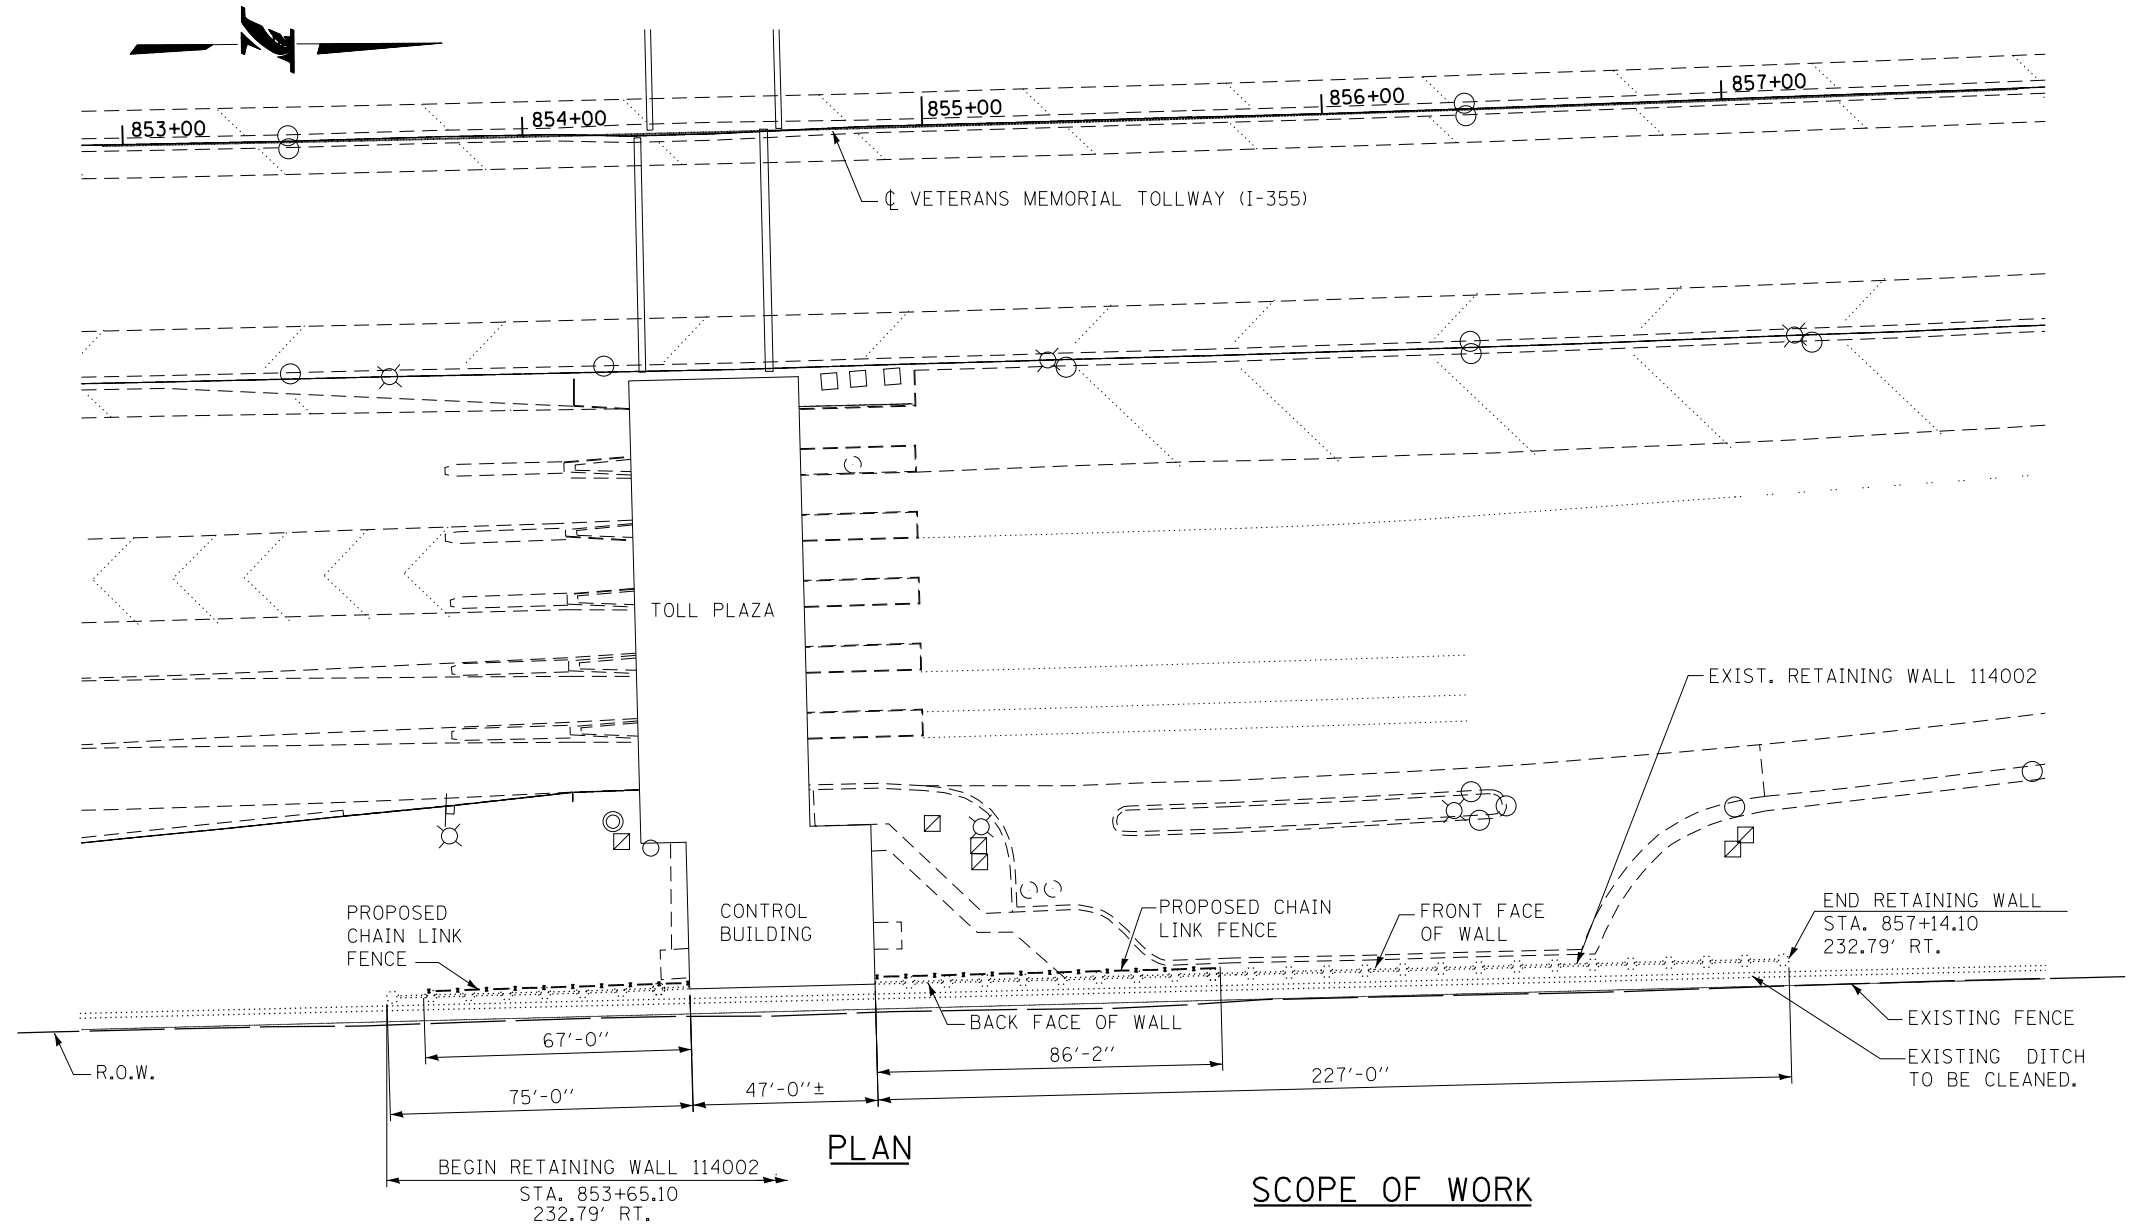 853+00
854+00
855+00
856+00
857+00
℄ VETERANS MEMORIAL TOLLWAY (I-355)
TOLL PLAZA
EXIST. RETAINING WALL 114002
PROPOSED
CHAIN LINK
FENCE
CONTROL
BUILDING
PROPOSED CHAIN
LINK FENCE
FRONT FACE
OF WALL
END RETAINING WALL
STA. 857+14.10
232.79' RT.
BACK FACE OF WALL
EXISTING FENCE
EXISTING DITCH
TO BE CLEANED.
R.O.W.
67'-0"
86'-2"
75'-0"
47'-0"±
227'-0"
PLAN
BEGIN RETAINING WALL 114002
STA. 853+65.10
232.79' RT.
SCOPE OF WORK